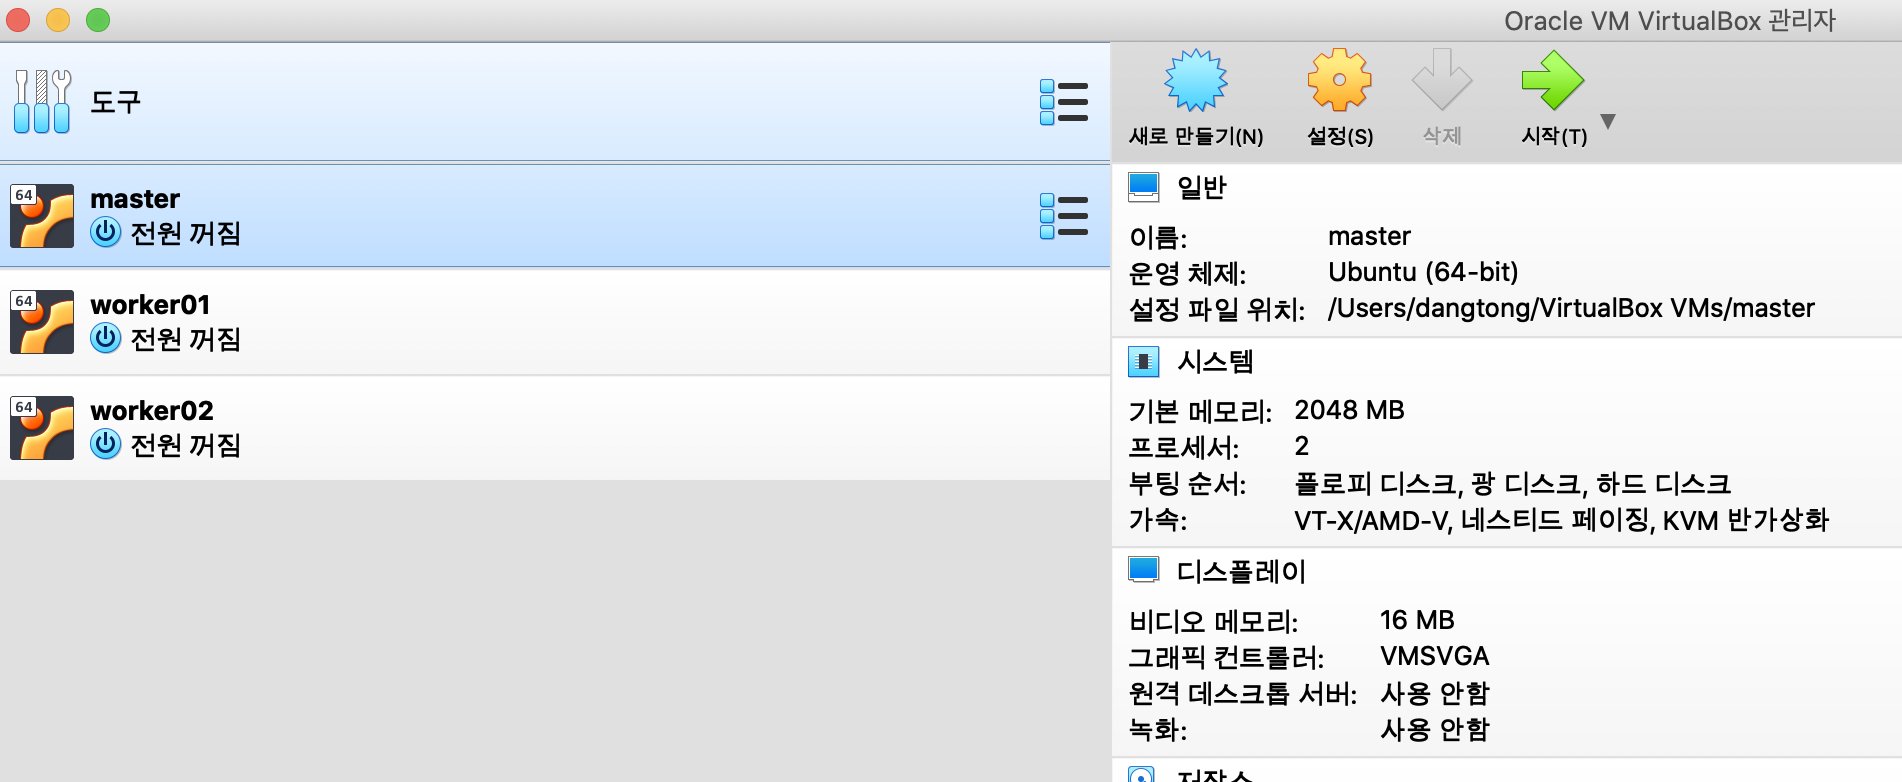 Oracle VM VirtualBox 관리자
도구
64
master
전원 꺼짐
64
worker01
전원 꺼짐
64
worker02
전원 꺼짐
새로 만들기(N) 설정(S) 삭제 시작(T)
일반
이름: master
운영 체제: Ubuntu (64-bit)
설정 파일 위치: /Users/dangtong/VirtualBox VMs/master
시스템
기본 메모리: 2048 MB
프로세서: 2
부팅 순서: 플로피 디스크, 광 디스크, 하드 디스크
가속: VT-X/AMD-V, 네스티드 페이징, KVM 반가상화
디스플레이
비디오 메모리: 16 MB
그래픽 컨트롤러: VMSVGA
원격 데스크톱 서버: 사용 안함
녹화: 사용 안함
저장소